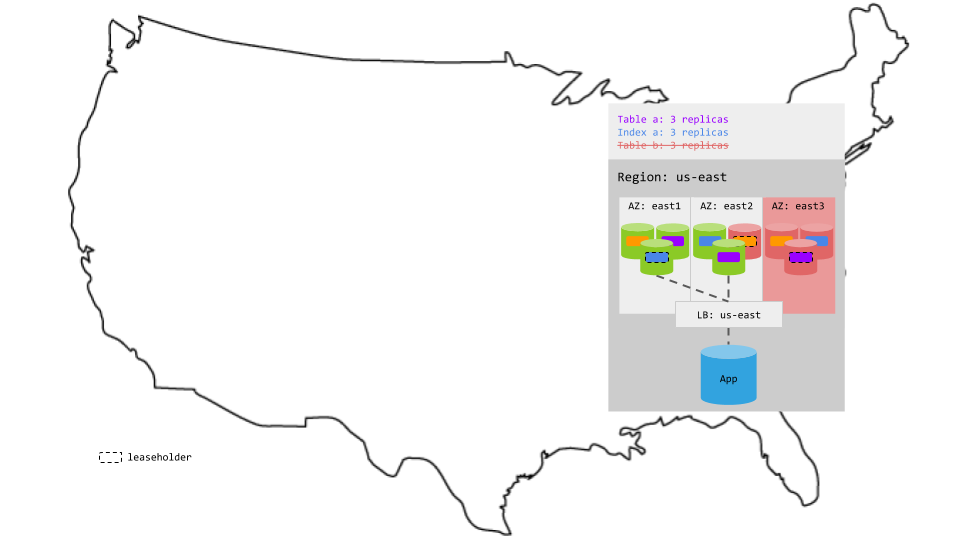 Table a: 3 replicas
Index a: 3 replicas
Table b: 3 replicas
Region: us-east
AZ: east1
AZ: east2
AZ: east3
LB: us-east
App
leaseholder